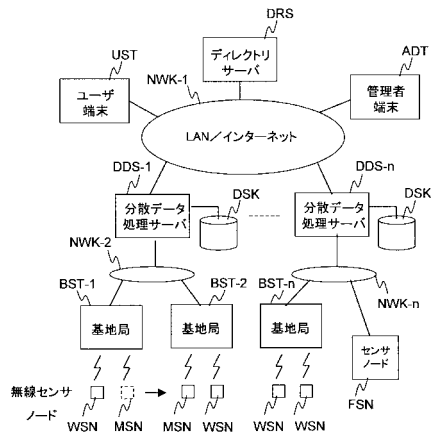 DRS
UST
NWK-1
ディレクトリ
サーバ
ADT
ユーザ
端末
管理者
端末
LAN/インターネット
DDS-1
DDS-n
DSK
DSK
分散データ
処理サーバ
分散データ
処理サーバ
NWK-2
BST-1
BST-2
BST-n
NWK-n
基地局
基地局
基地局
センサ
ノード
無線センサ
ノード
WSN
MSN
MSN
WSN
WSN
WSN
FSN